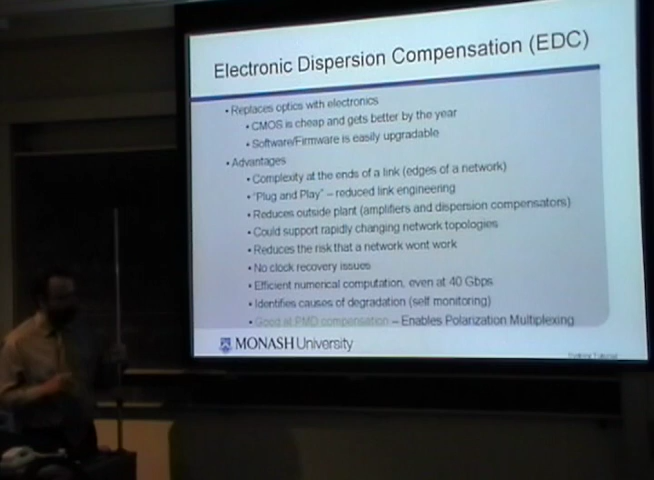 Electronic Dispersion Compensation (EDC)
• Replaces optics with electronics
• CMOS is cheap and gets better by the year
• Software/Firmware is easily upgradable
• Advantages
• Complexity at the ends of a link (edges of a network)
• "Plug and Play" – reduced link engineering
• Reduces outside plant (amplifiers and dispersion compensators)
• Could support rapidly changing network topologies
• Reduces the risk that a network wont work
• No clock recovery issues
• Efficient numerical computation, even at 40 Gbps
• Identifies causes of degradation (self monitoring)
• Good at PMD compensation – Enables Polarization Multiplexing
MONASH University